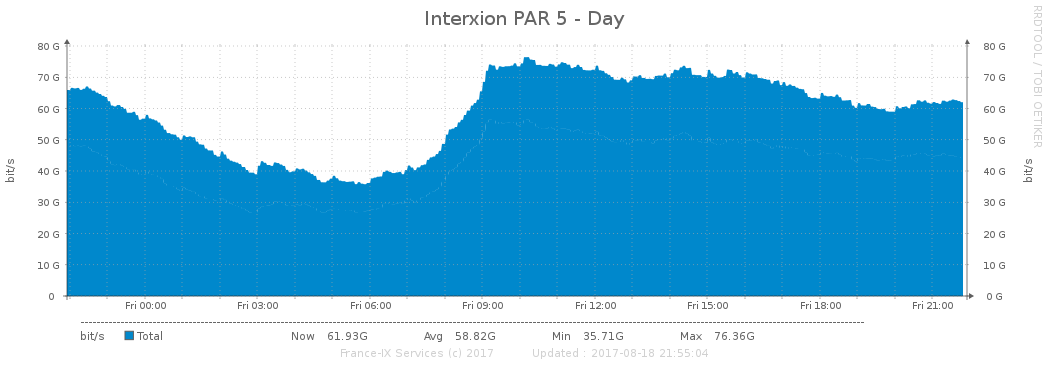 Interxion PAR 5 - Day
RRDTOOL / TOBI OETIKER
80 G 80 G
70 G 70 G
60 G 60 G
50 G 50 G
40 G 40 G
30 G 30 G
20 G 20 G
10 G 10 G
0 0 G
bit/s bit/s
Fri 00:00 Fri 03:00 Fri 06:00 Fri 09:00 Fri 12:00 Fri 15:00 Fri 18:00 Fri 21:00
bit/s Total Now 61.93G Avg 58.82G Min 35.71G Max 76.36G
France-IX Services (c) 2017 Updated : 2017-08-18 21:55:04